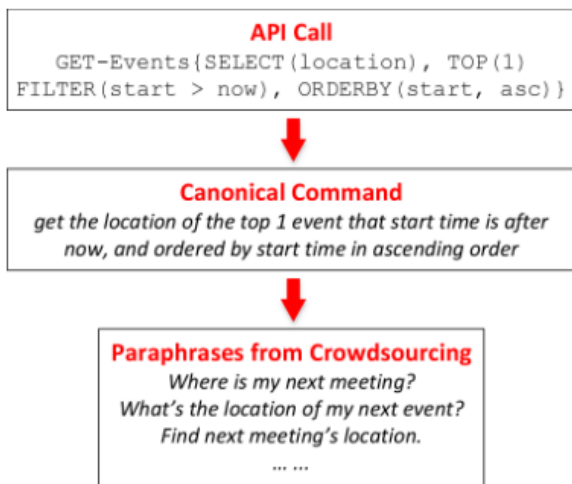 API Call
GET-Events{SELECT(location), TOP(1)
FILTER(start > now), ORDERBY(start, asc)}
Canonical Command
get the location of the top 1 event that start time is after
now, and ordered by start time in ascending order
Paraphrases from Crowdsourcing
Where is my next meeting?
What's the location of my next event?
Find next meeting's location.
... ...